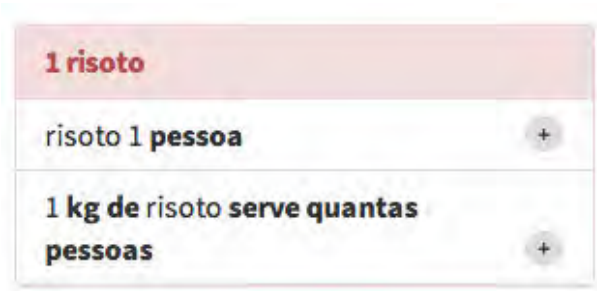 1 risoto
risoto 1 pessoa +
1 kg de risoto serve quantas
pessoas +